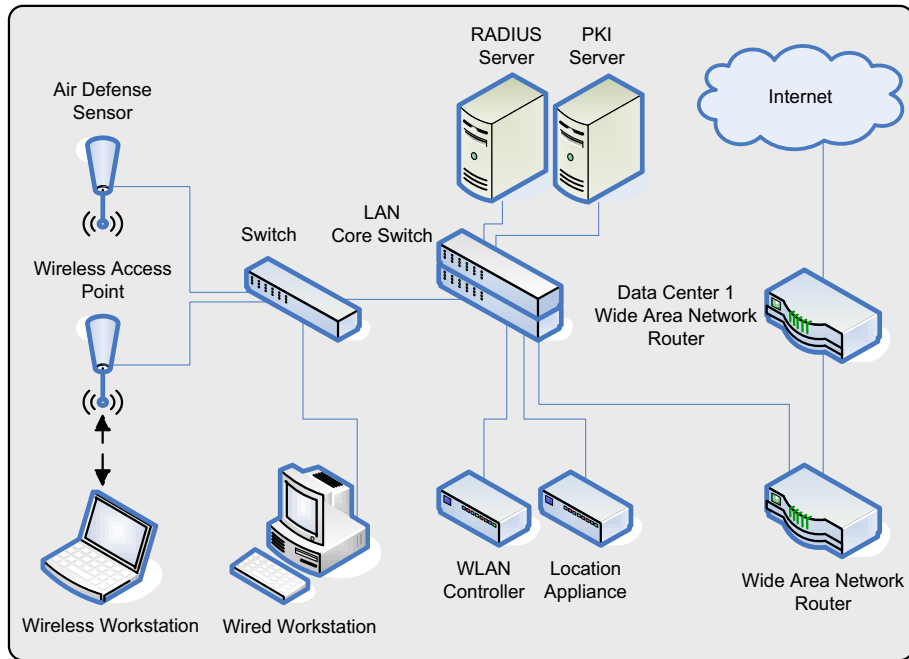 RADIUS
Server
PKI
Server
Air Defense
Sensor
Internet
LAN
Core Switch
Switch
Wireless Access
Point
Data Center 1
Wide Area Network
Router
WLAN
Controller
Location
Appliance
Wide Area Network
Router
Wireless Workstation
Wired Workstation